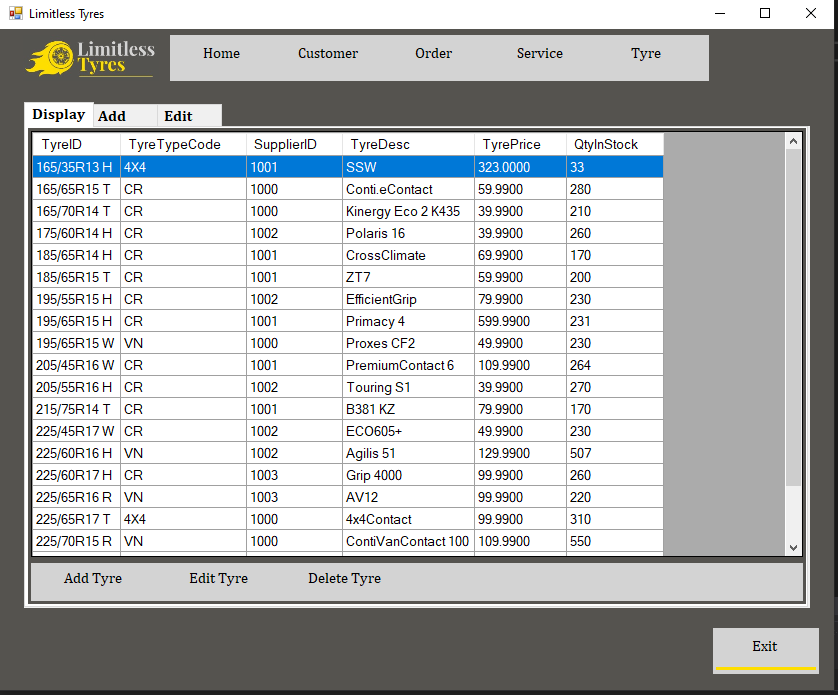 Limitless Tyres
Limitless
Tyres
Home Customer Order Service Tyre
Display Add Edit
TyreID TyreTypeCode SupplierID TyreDesc TyrePrice QtyInStock
165/35R13 H 4X4 1001 SSW 323.0000 33
165/65R15 T CR 1000 Conti.eContact 59.9900 280
165/70R14 T CR 1000 Kinergy Eco 2 K435 39.9900 210
175/60R14 H CR 1002 Polaris 16 39.9900 260
185/65R14 H CR 1001 CrossClimate 69.9900 170
185/65R15 T CR 1001 ZT7 59.9900 200
195/55R15 H CR 1002 EfficientGrip 79.9900 230
195/65R15 H CR 1001 Primacy 4 599.9900 231
195/65R15 W VN 1000 Proxes CF2 49.9900 230
205/45R16 W CR 1001 PremiumContact 6 109.9900 264
205/55R16 H CR 1002 Touring S1 39.9900 270
215/75R14 T CR 1001 B381 KZ 79.9900 170
225/45R17 W CR 1002 ECO605+ 49.9900 230
225/60R16 H VN 1002 Agilis 51 129.9900 507
225/60R17 H CR 1003 Grip 4000 99.9900 260
225/65R16 R VN 1003 AV12 99.9900 220
225/65R17 T 4X4 1000 4x4Contact 99.9900 310
225/70R15 R VN 1000 ContiVanContact 100 109.9900 550
Add Tyre Edit Tyre Delete Tyre
Exit